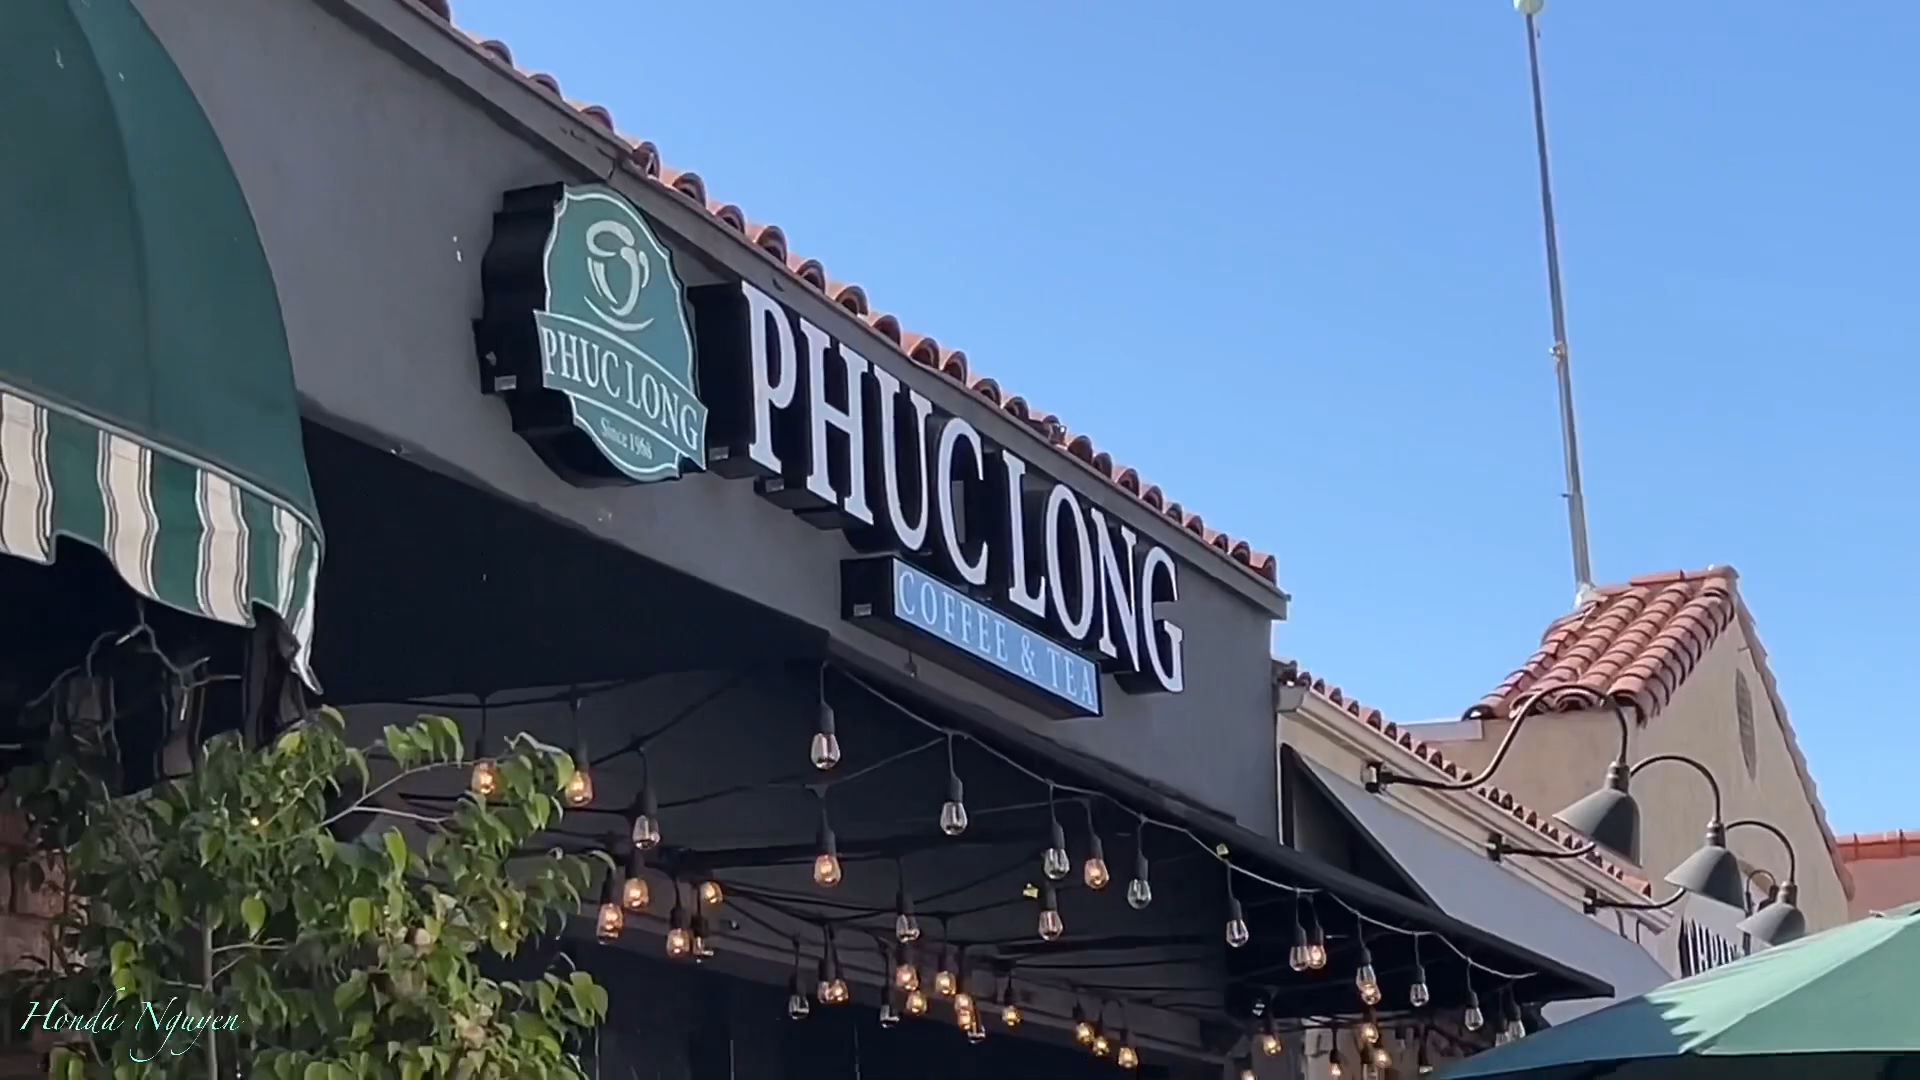 PHUC LONG
Since 1968
PHUC LONG
COFFEE & TEA
Honda Nguyen